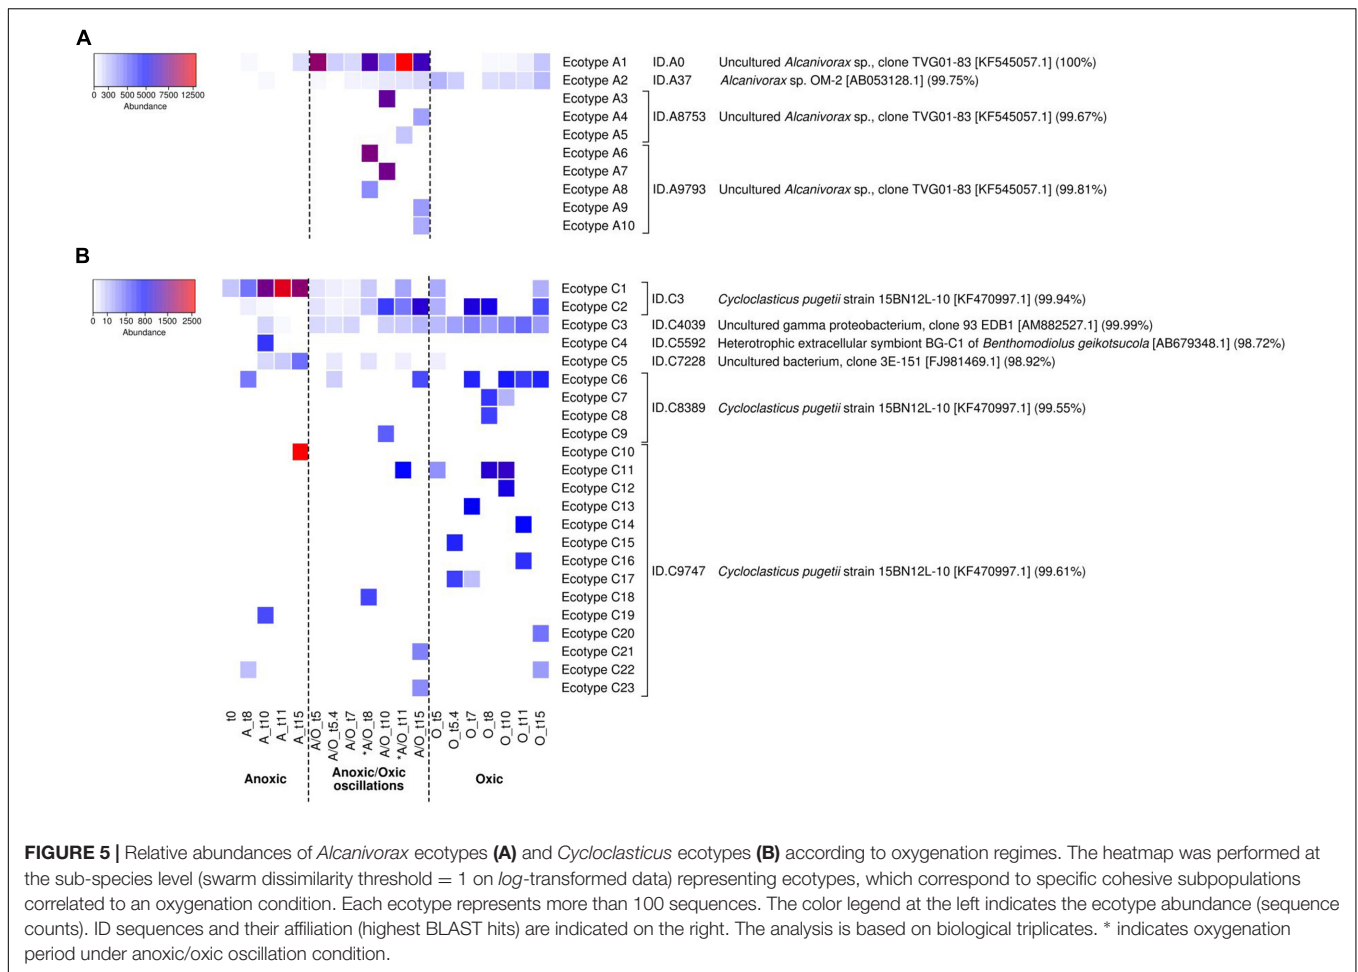 A
0 300 500 5000 7500 12500
Abundance
Ecotype A1 ID.A0 Uncultured Alcanivorax sp., clone TVG01-83 [KF545057.1] (100%)
Ecotype A2 ID.A37 Alcanivorax sp. OM-2 [AB053128.1] (99.75%)
Ecotype A3
Ecotype A4 ID.A8753 Uncultured Alcanivorax sp., clone TVG01-83 [KF545057.1] (99.67%)
Ecotype A5
Ecotype A6
Ecotype A7
Ecotype A8 ID.A9793 Uncultured Alcanivorax sp., clone TVG01-83 [KF545057.1] (99.81%)
Ecotype A9
Ecotype A10
B
0 10 150 800 1500 2500
Abundance
Ecotype C1
ID.C3 Cycloclasticus pugetii strain 15BN12L-10 [KF470997.1] (99.94%)
Ecotype C2
Ecotype C3 ID.C4039 Uncultured gamma proteobacterium, clone 93 EDB1 [AM882527.1] (99.99%)
Ecotype C4 ID.C5592 Heterotrophic extracellular symbiont BG-C1 of Benthomodiolus geikotsucola [AB679348.1] (98.72%)
Ecotype C5 ID.C7228 Uncultured bacterium, clone 3E-151 [FJ981469.1] (98.92%)
Ecotype C6
Ecotype C7
ID.C8389 Cycloclasticus pugetii strain 15BN12L-10 [KF470997.1] (99.55%)
Ecotype C8
Ecotype C9
Ecotype C10
Ecotype C11
Ecotype C12
Ecotype C13
Ecotype C14
Ecotype C15
Ecotype C16
ID.C9747 Cycloclasticus pugetii strain 15BN12L-10 [KF470997.1] (99.61%)
Ecotype C17
Ecotype C18
Ecotype C19
Ecotype C20
Ecotype C21
Ecotype C22
Ecotype C23
t0 A_t8 A_t10 A_t11 A_t15 A/O_t5 A/O_t5.4 A/O_t7 *A/O_t8 A/O_t10 *A/O_t11 A/O_t15 O_t5 O_t5.4 O_t7 O_t8 O_t10 O_t11 O_t15
Anoxic Anoxic/Oxic Oxic
oscillations
FIGURE 5 | Relative abundances of Alcanivorax ecotypes (A) and Cycloclasticus ecotypes (B) according to oxygenation regimes. The heatmap was performed at
the sub-species level (swarm dissimilarity threshold = 1 on log-transformed data) representing ecotypes, which correspond to specific cohesive subpopulations
correlated to an oxygenation condition. Each ecotype represents more than 100 sequences. The color legend at the left indicates the ecotype abundance (sequence
counts). ID sequences and their affiliation (highest BLAST hits) are indicated on the right. The analysis is based on biological triplicates. * indicates oxygenation
period under anoxic/oxic oscillation condition.